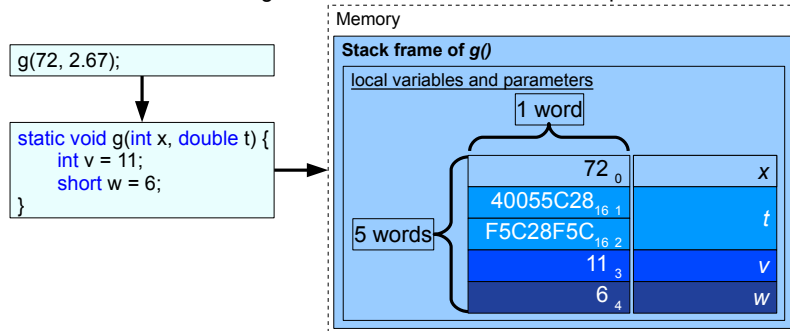 Memory
Stack frame of g()
g(72, 2.67);
local variables and parameters
1 word
static void g(int x, double t) {
int v = 11;
short w = 6;
}
5 words
72 0 x
40055C28 16 1
t
F5C28F5C 16 2
11 3 v
6 4 w